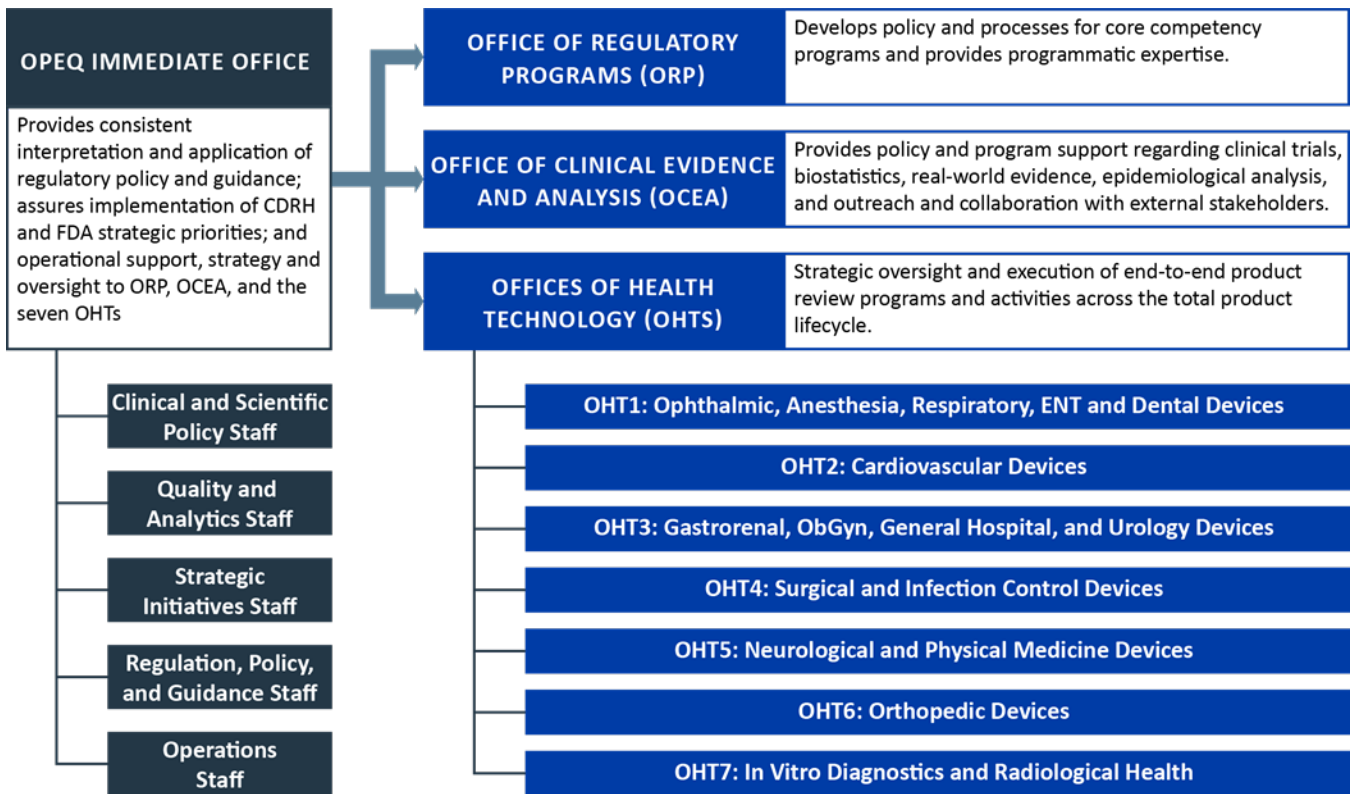 OPEQ IMMEDIATE OFFICE
Provides consistent
interpretation and application of
regulatory policy and guidance;
assures implementation of CDRH
and FDA strategic priorities; and
operational support, strategy and
oversight to ORP, OCEA, and the
seven OHTs
Clinical and Scientific
Policy Staff
Quality and
Analytics Staff
Strategic
Initiatives Staff
Regulation, Policy,
and Guidance Staff
Operations
Staff
OFFICE OF REGULATORY
PROGRAMS (ORP)
Develops policy and processes for core competency
programs and provides programmatic expertise.
OFFICE OF CLINICAL EVIDENCE
AND ANALYSIS (OCEA)
Provides policy and program support regarding clinical trials,
biostatistics, real-world evidence, epidemiological analysis,
and outreach and collaboration with external stakeholders.
OFFICES OF HEALTH
TECHNOLOGY (OHTS)
Strategic oversight and execution of end-to-end product
review programs and activities across the total product
lifecycle.
OHT1: Ophthalmic, Anesthesia, Respiratory, ENT and Dental Devices
OHT2: Cardiovascular Devices
OHT3: Gastrorenal, ObGyn, General Hospital, and Urology Devices
OHT4: Surgical and Infection Control Devices
OHT5: Neurological and Physical Medicine Devices
OHT6: Orthopedic Devices
OHT7: In Vitro Diagnostics and Radiological Health